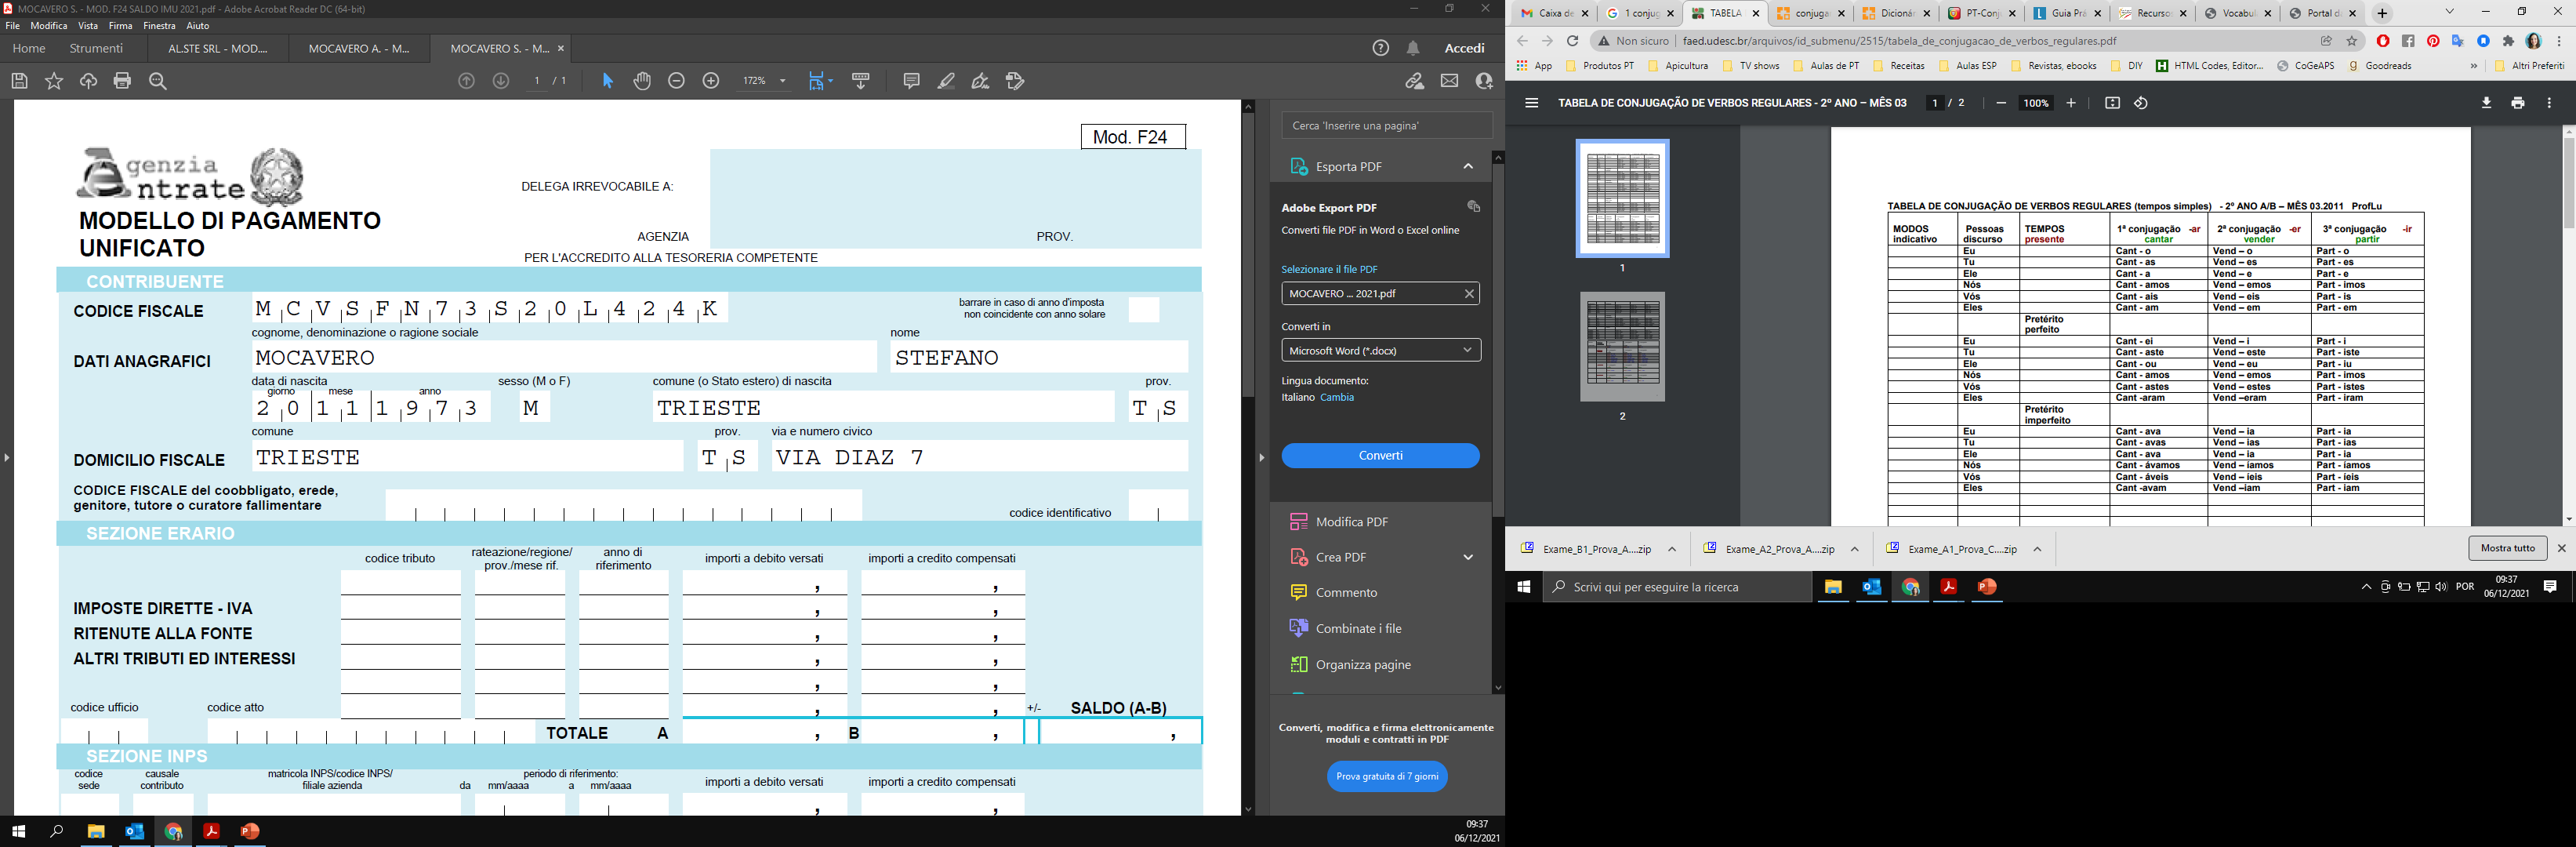 MOCAVERO S. - MOD. F24 SALDO IMU 2021.pdf - Adobe Acrobat Reader DC (64-bit)
File Modifica Vista Firma Finestra Aiuto
Home Strumenti AL.STE SRL - MOD.... MOCAVERO A. - M... MOCAVERO S. - M... ×
Accedi
1 / 1 172%
Mod. F24
Agenzia
Entrate
MODELLO DI PAGAMENTO
UNIFICATO
DELEGA IRREVOCABILE A:
AGENZIA PROV.
PER L'ACCREDITO ALLA TESORERIA COMPETENTE
CONTRIBUENTE
CODICE FISCALE M C V S F N 7 3 S 2 0 L 4 2 4 K
barrare in caso di anno d'imposta
non coincidente con anno solare
cognome, denominazione o ragione sociale nome
DATI ANAGRAFICI MOCAVERO STEFANO
data di nascita sesso (M o F) comune (o Stato estero) di nascita prov.
giorno mese anno
2 0 1 1 1 9 7 3 M TRIESTE T S
comune prov. via e numero civico
DOMICILIO FISCALE TRIESTE T S VIA DIAZ 7
CODICE FISCALE del coobbligato, erede,
genitore, tutore o curatore fallimentare
codice identificativo
SEZIONE ERARIO
codice tributo rateazione/regione/ prov./mese rif. anno di riferimento importi a debito versati importi a credito compensati
IMPOSTE DIRETTE - IVA
RITENUTE ALLA FONTE
ALTRI TRIBUTI ED INTERESSI
codice ufficio codice atto +/- SALDO (A-B)
TOTALE A , B , ,
SEZIONE INPS
codice sede causale contributo matricola INPS/codice INPS/ filiale azienda periodo di riferimento: da mm/aaaa a mm/aaaa importi a debito versati importi a credito compensati
Cerca 'Inserire una pagina'
Esporta PDF
Adobe Export PDF
Converti file PDF in Word o Excel online
Selezionare il file PDF
MOCAVERO ... 2021.pdf
Converti in
Microsoft Word (*.docx)
Lingua documento:
Italiano Cambia
Converti
Modifica PDF
Crea PDF
Commento
Combinate i file
Organizza pagine
Converti, modifica e firma elettronicamente
moduli e contratti in PDF
Prova gratuita di 7 giorni
09:37
06/12/2021
Caixa de 1 conjug TABELA conjugar Dicionár PT-Conj Guia Prá Recurso Vocabul Portal d
Non sicuro | faed.udesc.br/arquivos/id_submenu/2515/tabela_de_conjugacao_de_verbos_regulares.pdf
App Produtos PT Apicultura TV shows Aulas de PT Receitas Aulas ESP Revistas, ebooks DIY HTML Codes, Editor... CoGeAPS Goodreads » Altri Preferiti
TABELA DE CONJUGAÇÃO DE VERBOS REGULARES - 2º ANO – MÊS 03 1 / 2 100%
1
2
TABELA DE CONJUGAÇÃO DE VERBOS REGULARES (tempos simples) - 2º ANO A/B – MÊS 03.2011 ProfLu
MODOS indicativo Pessoas discurso TEMPOS presente 1ª conjugação -ar cantar 2ª conjugação -er vender 3ª conjugação -ir partir
Eu Cant - o Vend – o Part - o
Tu Cant - as Vend – es Part - es
Ele Cant - a Vend – e Part - e
Nós Cant - amos Vend – emos Part - imos
Vós Cant - ais Vend – eis Part - is
Eles Cant - am Vend – em Part - em
Pretérito perfeito
Eu Cant - ei Vend – i Part - i
Tu Cant - aste Vend – este Part - iste
Ele Cant - ou Vend – eu Part - iu
Nós Cant - amos Vend – emos Part - imos
Vós Cant - astes Vend – estes Part - istes
Eles Cant -aram Vend –eram Part - iram
Pretérito imperfeito
Eu Cant - ava Vend – ia Part - ia
Tu Cant - avas Vend – ias Part - ias
Ele Cant - ava Vend – ia Part - ia
Nós Cant - ávamos Vend – íamos Part - íamos
Vós Cant - áveis Vend – íeis Part - íeis
Eles Cant -avam Vend –iam Part - iam
Exame_B1_Prova_A....zip Exame_A2_Prova_A....zip Exame_A1_Prova_C....zip Mostra tutto
Scrivi qui per eseguire la ricerca
POR
09:37
06/12/2021